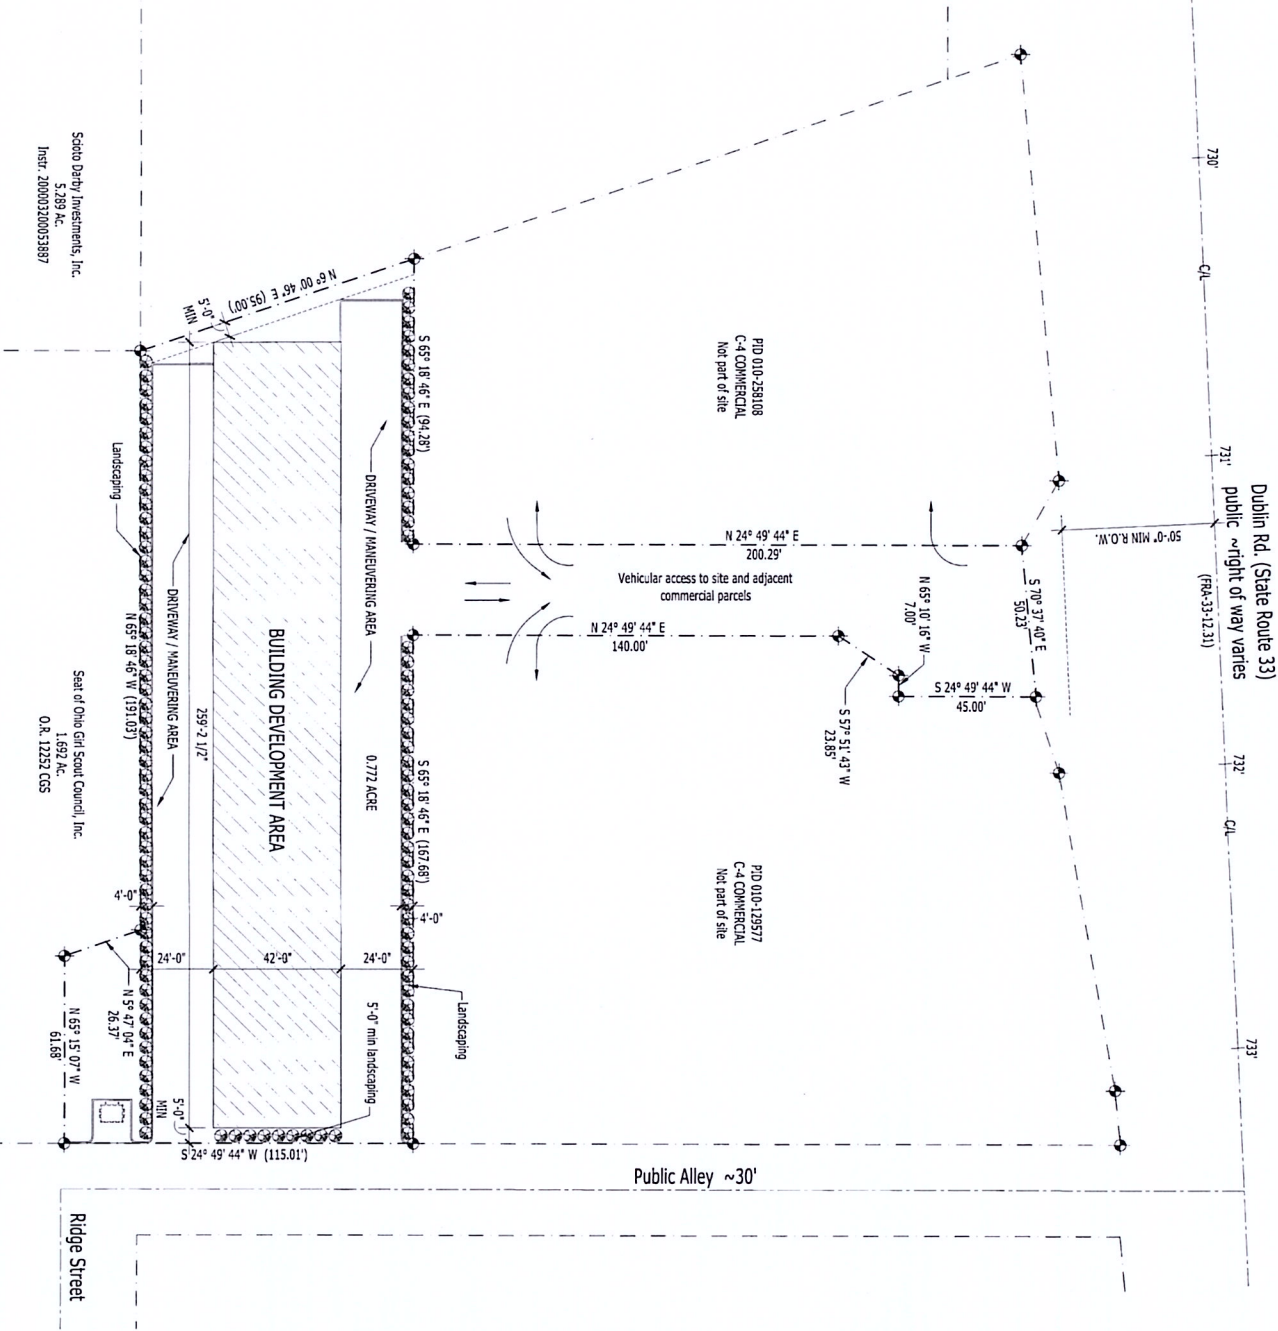 Dublin Rd. (State Route 33)
public ~right of way varies
(FRA-33-12.31)
730'
C/L
731'
732'
C/L
733'
50'-0" MIN R.O.W.
Scioto Darby Investments, Inc.
5.289 Ac.
Instr. 200003200053887
N 6° 00' 46" E (95.00')
5'-0"
MIN
S 65° 18' 46" E (94.28')
PID 010-258108
C-4 COMMERCIAL
Not part of site
N 24° 49' 44" E
200.29'
Vehicular access to site and adjacent
commercial parcels
N 24° 49' 44" E
140.00'
N 65° 10' 16" W
7.00'
S 70° 37' 40" E
50.23'
S 24° 49' 44" W
45.00'
S 57° 51' 43" W
23.85'
Landscaping
DRIVEWAY / MANEUVERING AREA
DRIVEWAY / MANEUVERING AREA
BUILDING DEVELOPMENT AREA
0.772 ACRE
N 65° 18' 46" W (191.03')
259'-2 1/2"
S 65° 18' 46" E (167.68')
Seat of Ohio Girl Scout Council, Inc.
1.692 Ac.
O.R. 12252 CGS
PID 010-129577
C-4 COMMERCIAL
Not part of site
4'-0"
4'-0"
24'-0"
42'-0"
24'-0"
N 5° 47' 04" E
26.37'
N 65° 15' 07" W
61.68'
5'-0" min landscaping
Landscaping
5'-0"
MIN
S 24° 49' 44" W (115.01')
Public Alley ~30'
Ridge Street